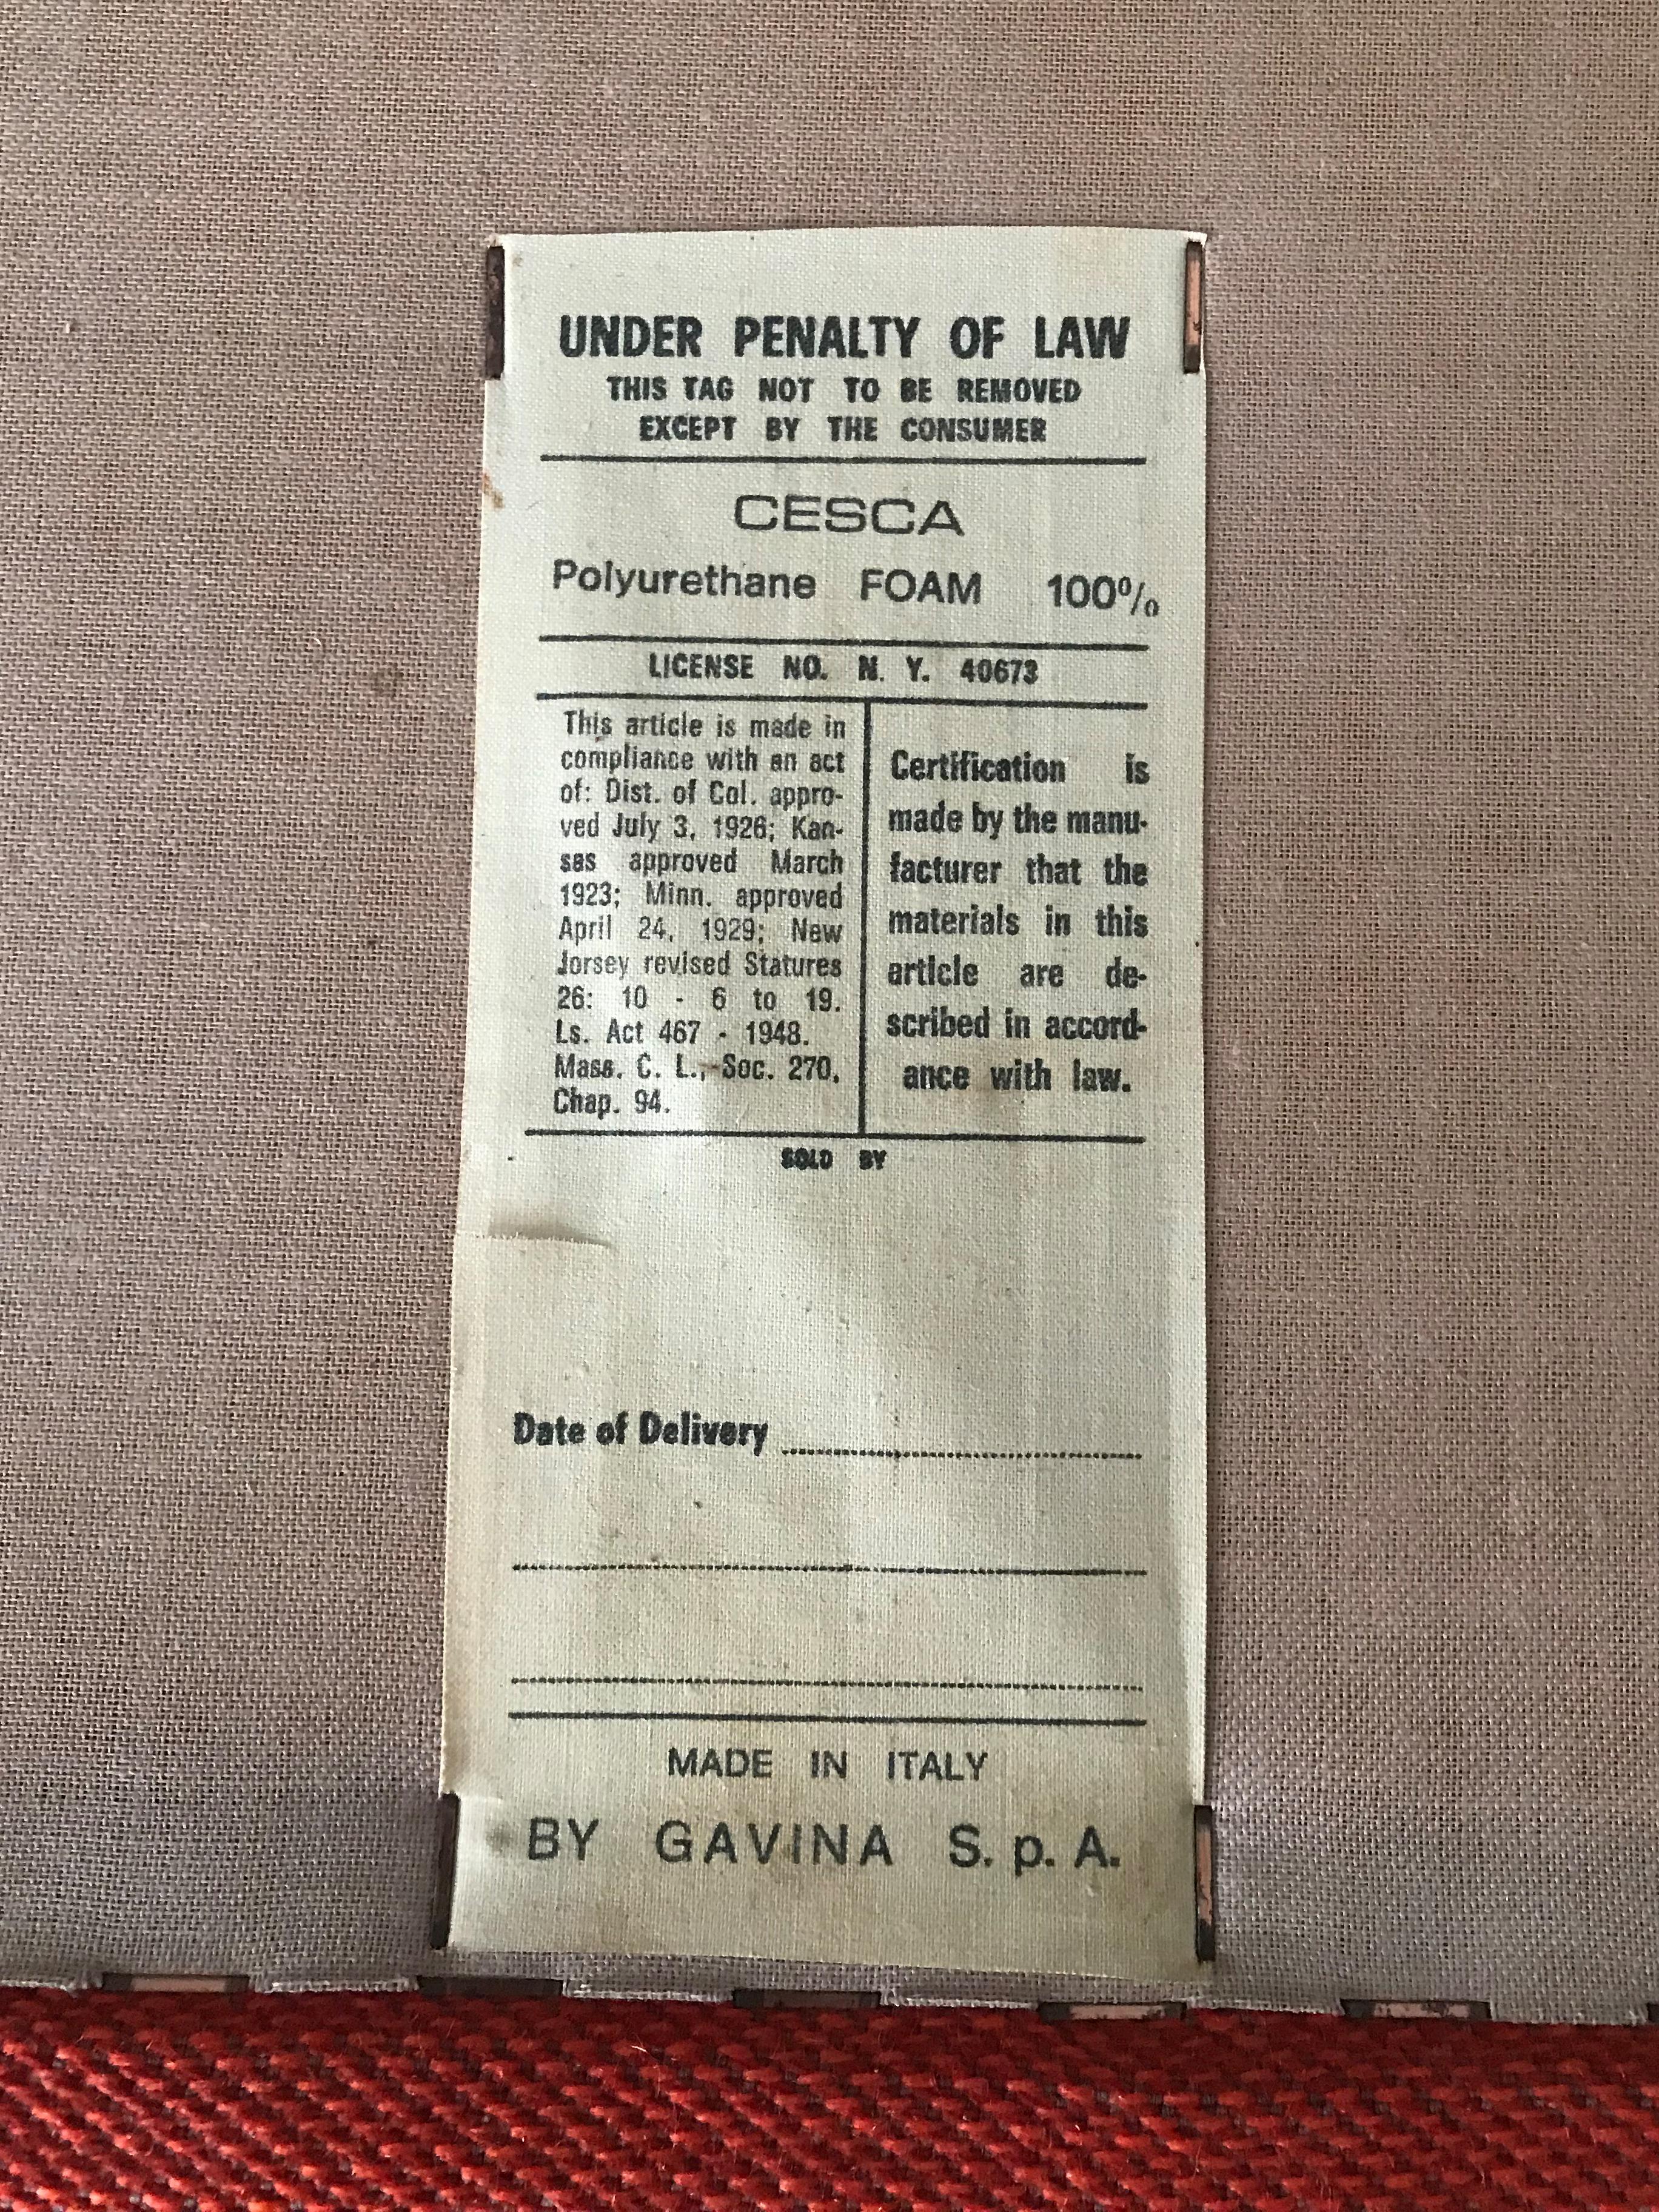 UNDER PENALTY OF LAW
THIS TAG NOT TO BE REMOVED
EXCEPT BY THE CONSUMER
CESCA
Polyurethane FOAM 100%
LICENSE NO. N. Y. 40673
This article is made in
compliance with an act
of: Dist. of Col. appro-
ved July 3, 1926; Kan-
sas approved March
1923; Minn. approved
April 24, 1929; New
Jorsey revised Statures
26: 10 - 6 to 19.
Ls. Act 467 - 1948.
Mass. C. L., Soc. 270,
Chap. 94.
Certification is
made by the manu-
facturer that the
materials in this
article are de-
scribed in accord-
ance with law.
SOLD BY
Date of Delivery
MADE IN ITALY
BY GAVINA S. p. A.